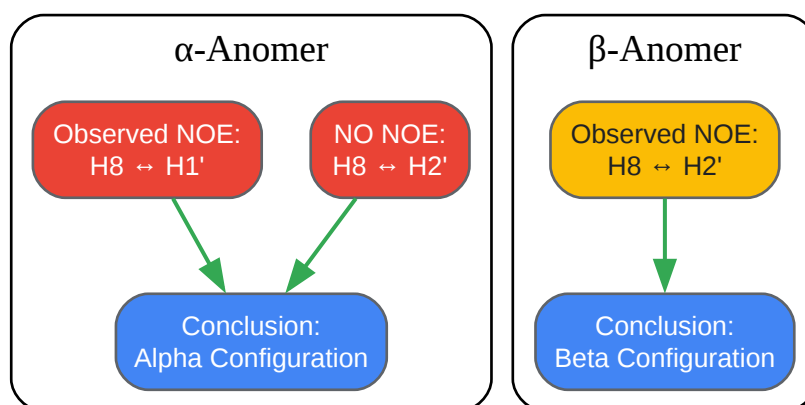 α-Anomer
Observed NOE:
H8 ↔ H1'
NO NOE:
H8 ↔ H2'
Conclusion:
Alpha Configuration
β-Anomer
Observed NOE:
H8 ↔ H2'
Conclusion:
Beta Configuration